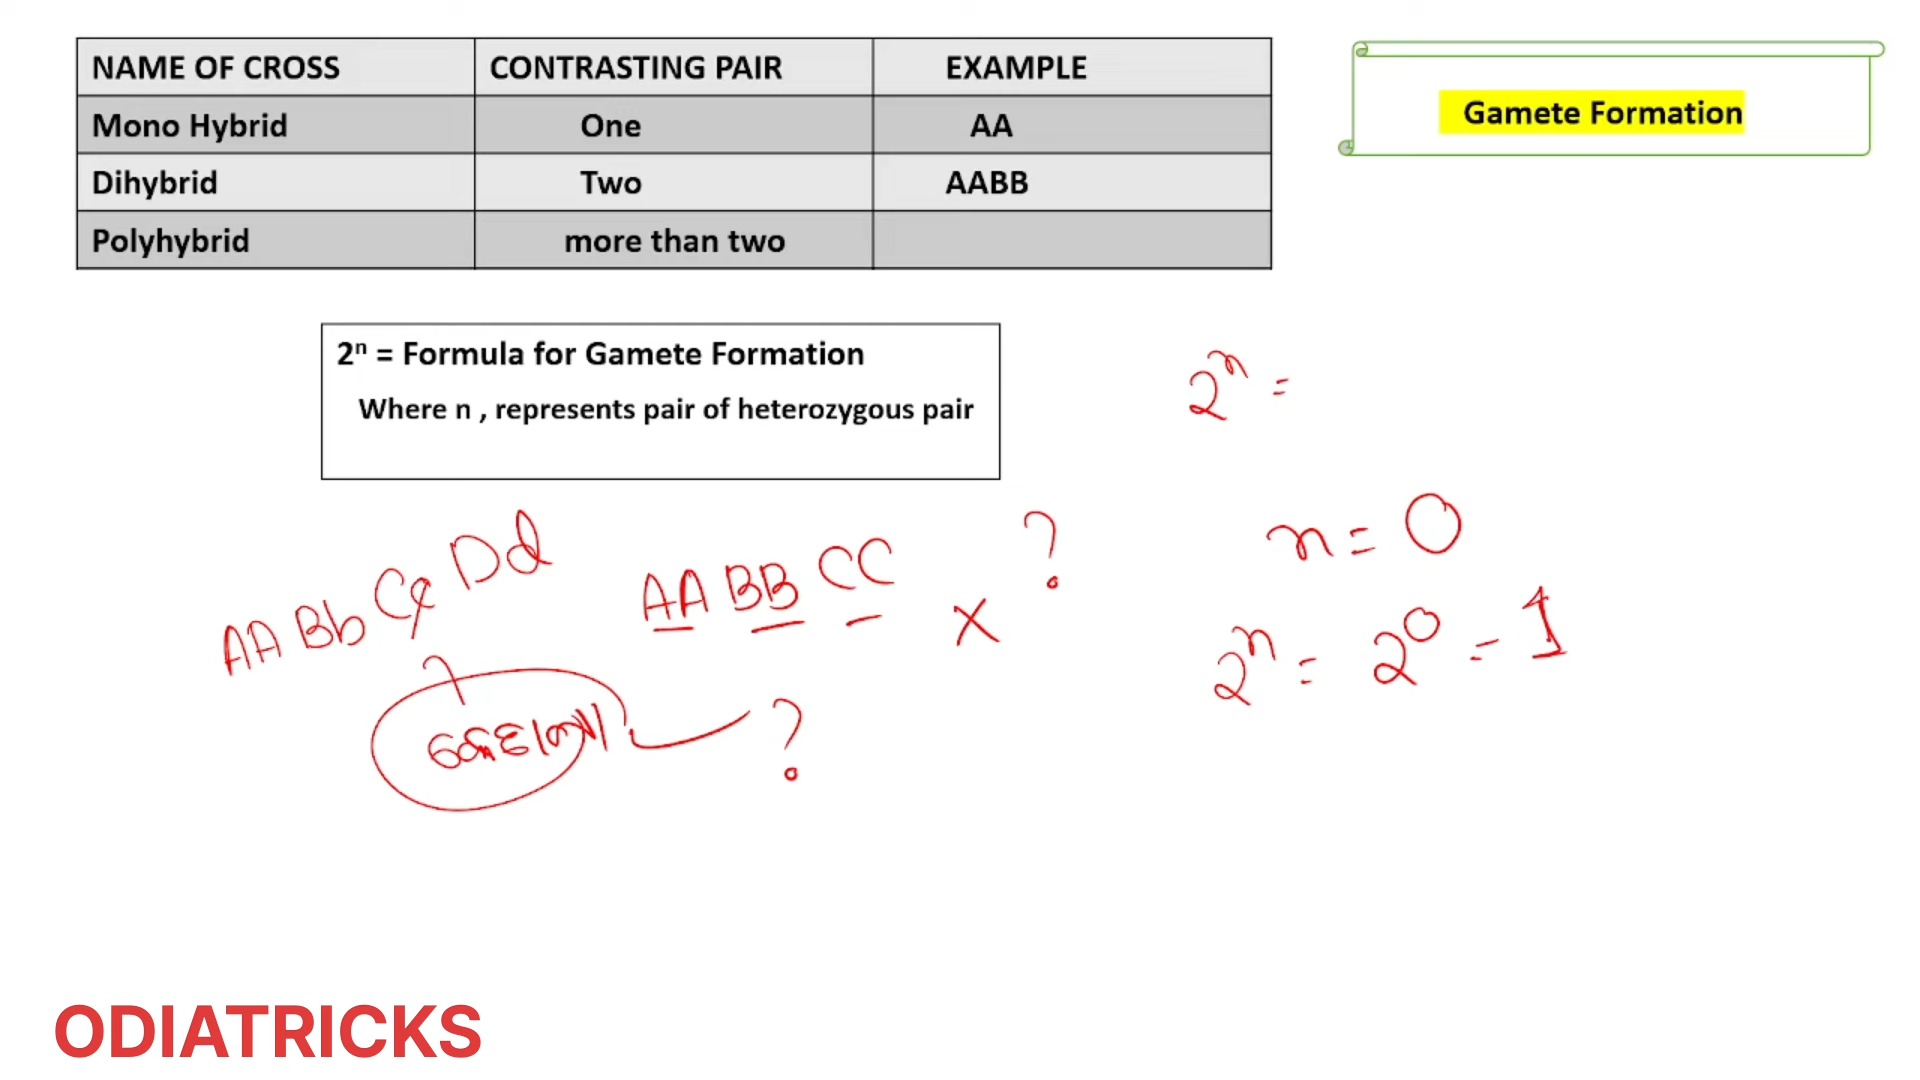 NAME OF CROSS CONTRASTING PAIR EXAMPLE
Mono Hybrid One AA
Dihybrid Two AABB
Polyhybrid more than two
Gamete Formation
2ⁿ = Formula for Gamete Formation
Where n , represents pair of heterozygous pair
2ⁿ =
n = 0
2ⁿ = 2⁰ = 1
AA Bb Cc Dd
AA BB CC × ?
?
ODIATRICKS